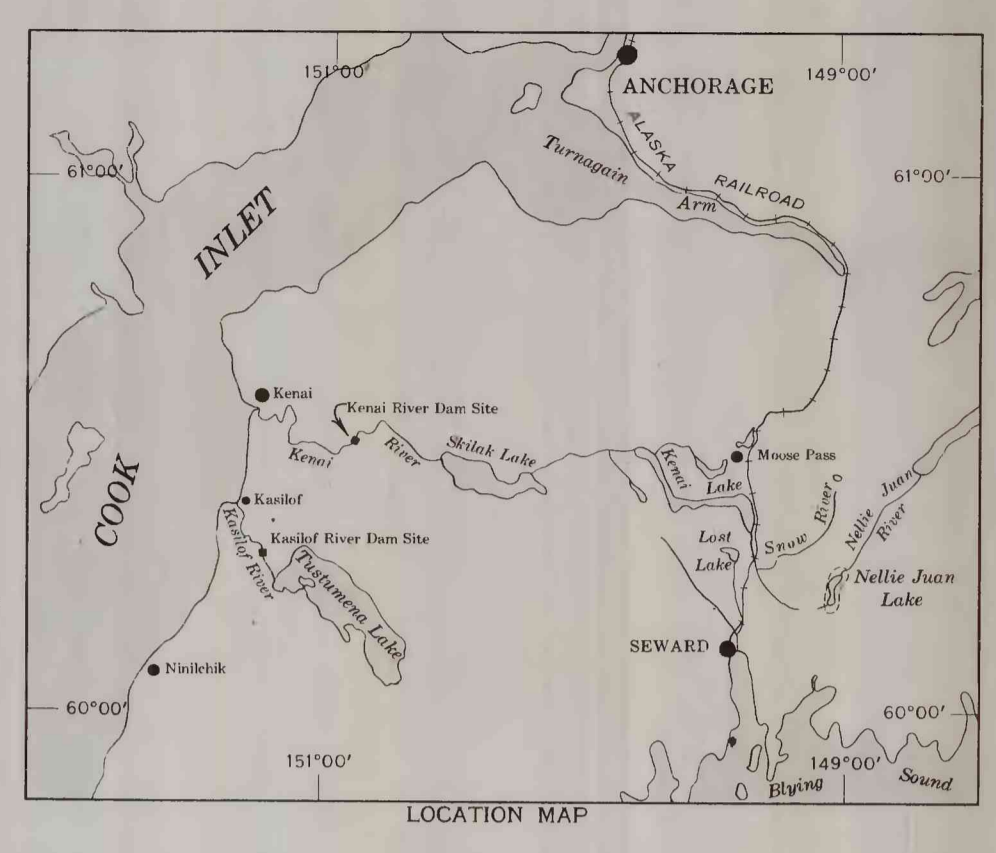 151°00'
149°00'
ANCHORAGE
ALASKA RAILROAD
Turnagain Arm
61°00'
61°00'
COOK INLET
Kenai
Kenai River Dam Site
Kenai River
Skilak Lake
Kenai Lake
Moose Pass
Kasilof
Kasilof River
Kasilof River Dam Site
Tustumena Lake
Lost
Lake
Snow River
Nellie Juan
River
Nellie Juan
Lake
SEWARD
Ninilchik
60°00'
60°00'
151°00'
149°00'
Blying Sound
LOCATION MAP